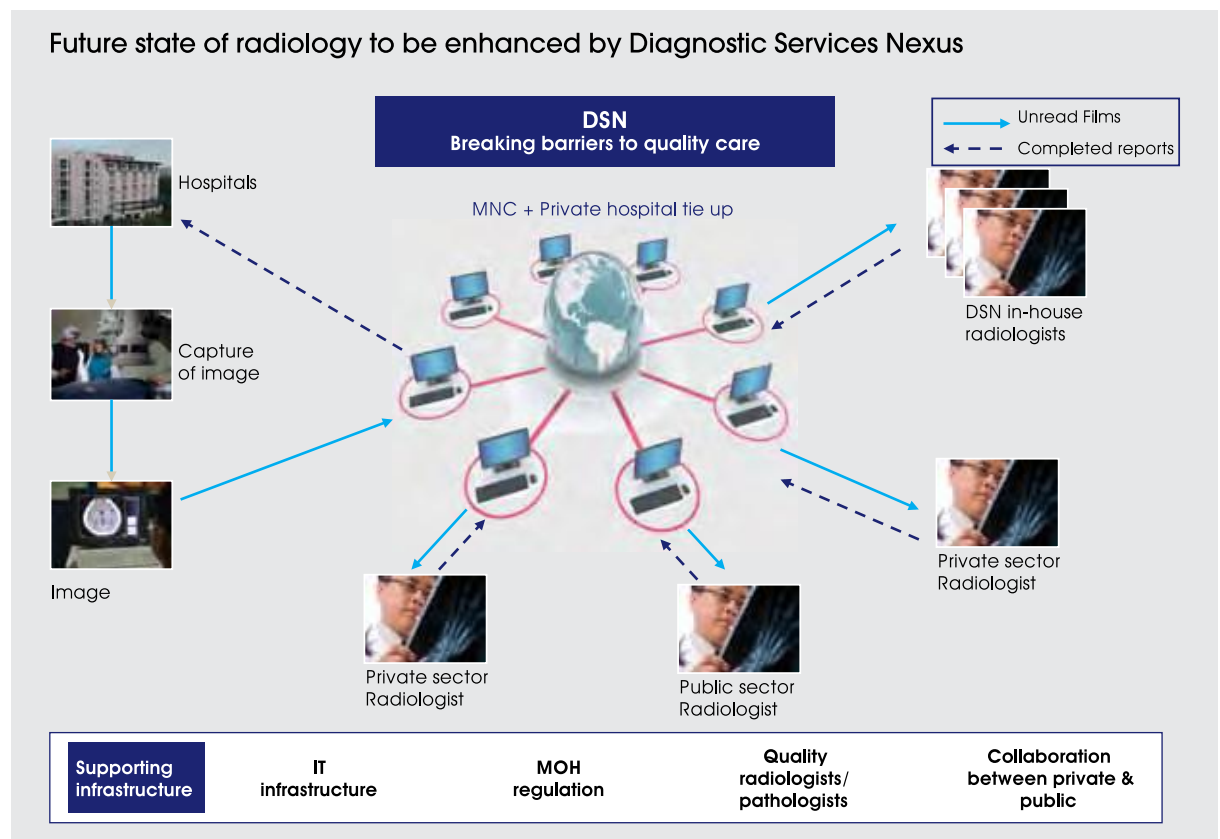 Future state of radiology to be enhanced by Diagnostic Services Nexus
DSN
Breaking barriers to quality care
Unread Films
Completed reports
Hospitals
MNC + Private hospital tie up
DSN in-house
radiologists
Capture
of image
Image
Private sector
Radiologist
Private sector
Radiologist
Public sector
Radiologist
Supporting
infrastructure
IT
infrastructure
MOH
regulation
Quality
radiologists/
pathologists
Collaboration
between private &
public